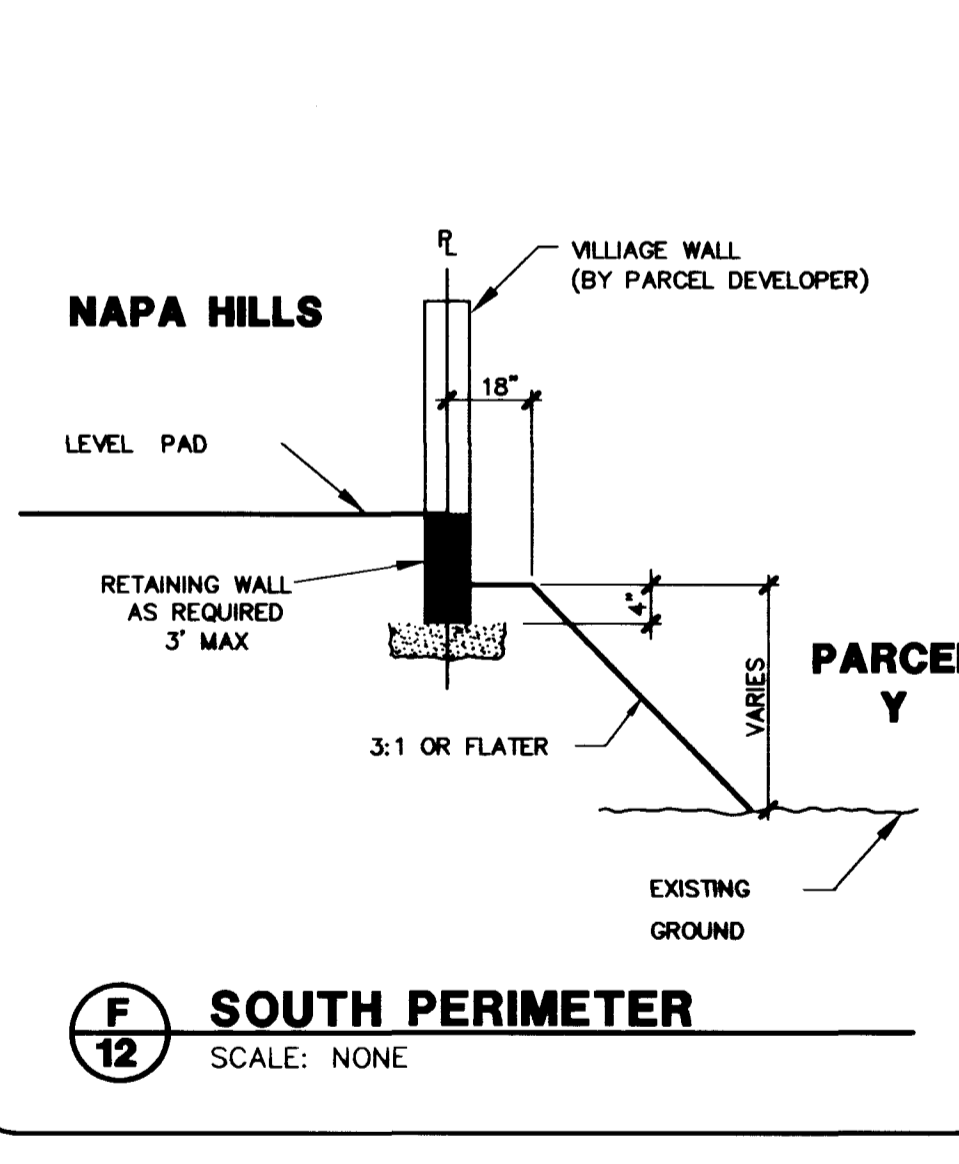 PL
VILLIAGE WALL
(BY PARCEL DEVELOPER)
NAPA HILLS
18"
LEVEL PAD
RETAINING WALL
AS REQUIRED
3' MAX
4"
VARIES
PARCEL
Y
3:1 OR FLATER
EXISTING
GROUND
F
12
SOUTH PERIMETER
SCALE: NONE